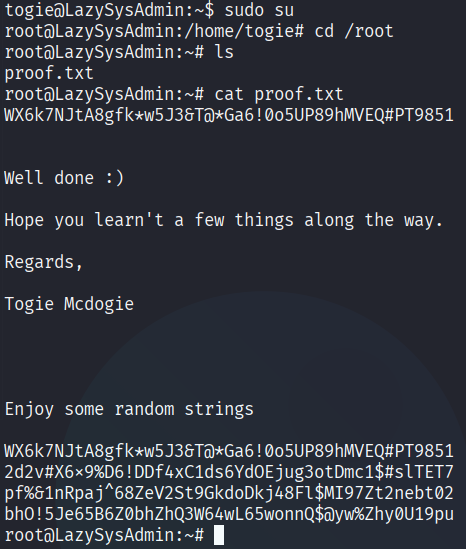 togie@LazySysAdmin:~$ sudo su
root@LazySysAdmin:/home/togie# cd /root
root@LazySysAdmin:~# ls
proof.txt
root@LazySysAdmin:~# cat proof.txt
WX6k7NJtA8gfk*w5J3&T@*Ga6!0o5UP89hMVEQ#PT9851
Well done :)
Hope you learn't a few things along the way.
Regards,
Togie Mcdogie
Enjoy some random strings
WX6k7NJtA8gfk*w5J3&T@*Ga6!0o5UP89hMVEQ#PT9851
2d2v#X6×9%D6!DDf4xC1ds6YdOEjug3otDmc1$#slTET7
pf%&1nRpaj^68ZeV2St9GkdoDkj48Fl$MI97Zt2nebt02
bhO!5Je65B6Z0bhZhQ3W64wL65wonnQ$@yw%Zhy0U19pu
root@LazySysAdmin:~#